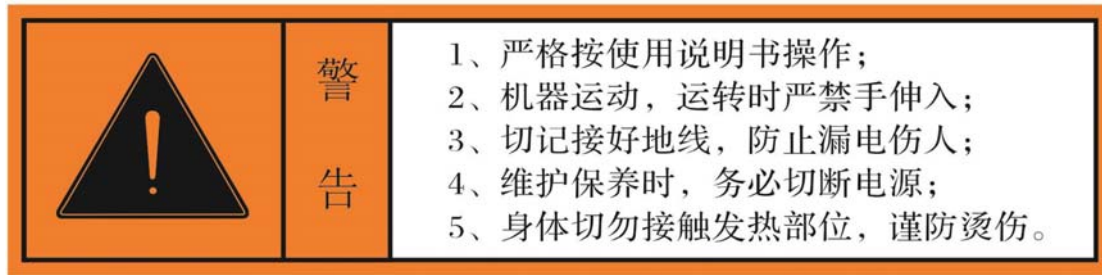 警告
1、严格按使用说明书操作；
2、机器运动，运转时严禁手伸入；
3、切记接好地线，防止漏电伤人；
4、维护保养时，务必切断电源；
5、身体切勿接触发热部位，谨防烫伤。